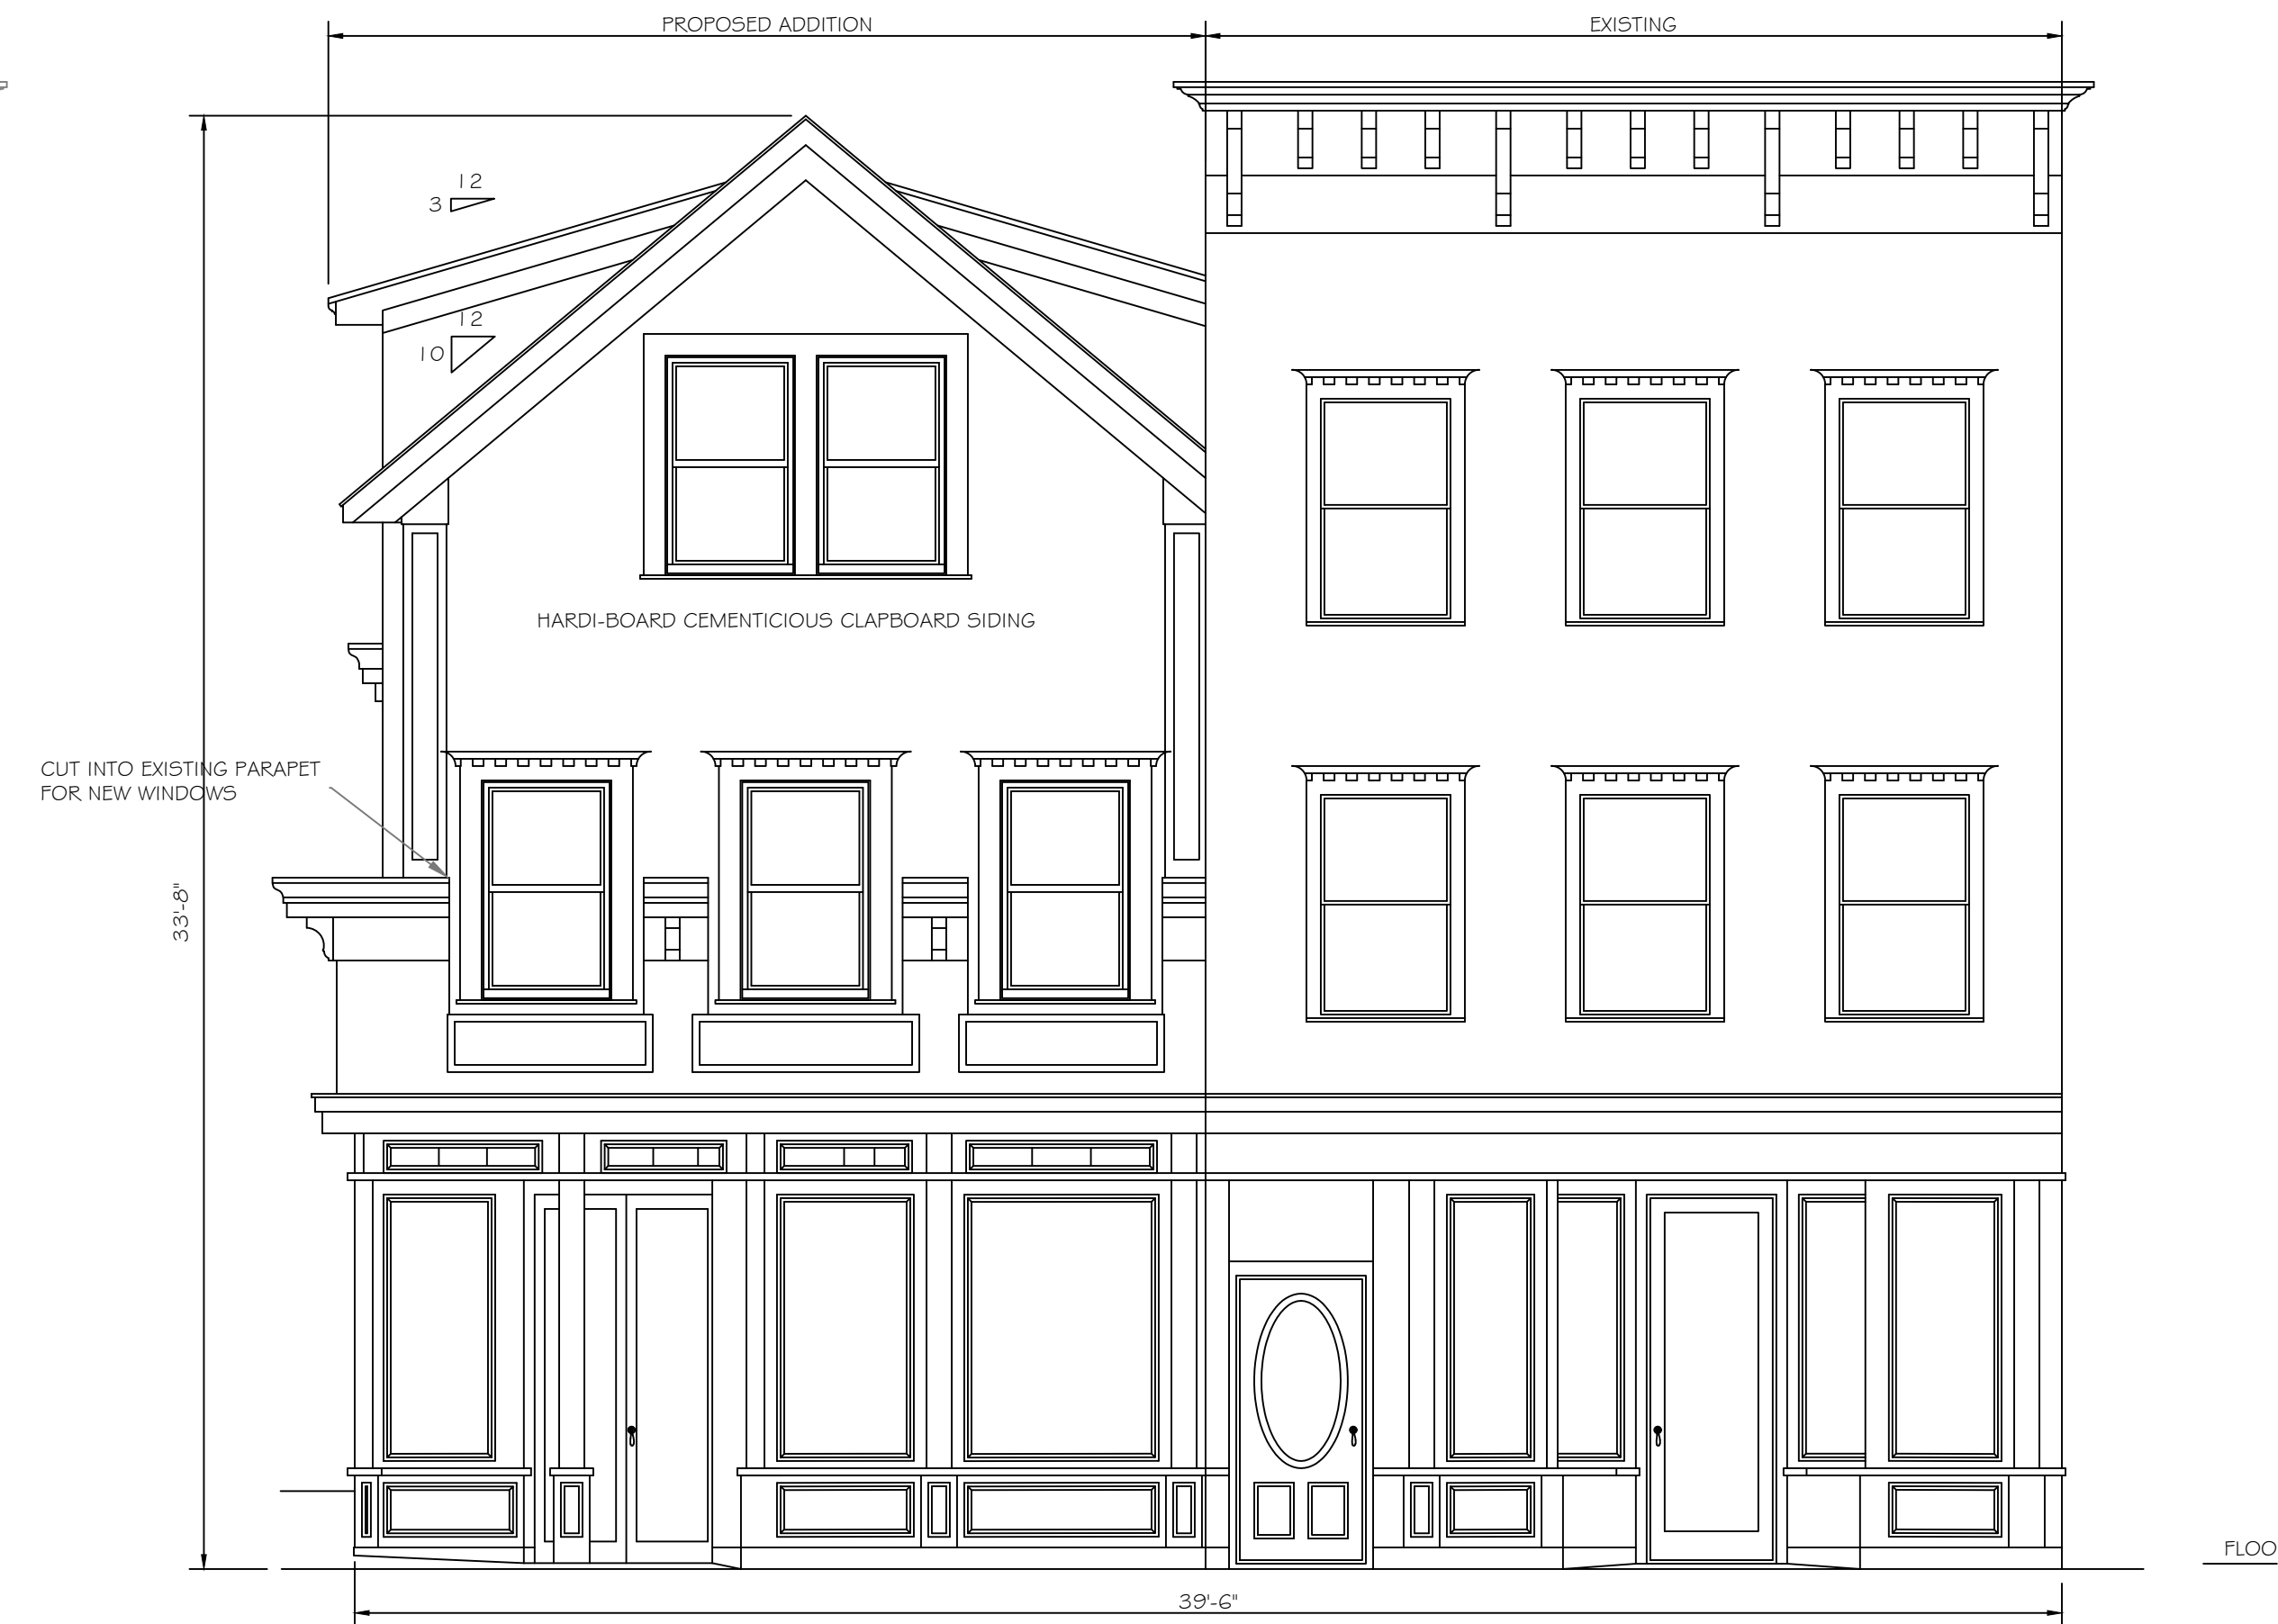 PROPOSED ADDITION
EXISTING
12
3
12
10
HARDI-BOARD CEMENTICIOUS CLAPBOARD SIDING
CUT INTO EXISTING PARAPET
FOR NEW WINDOWS
33'-8"
FLOO
39'-6"